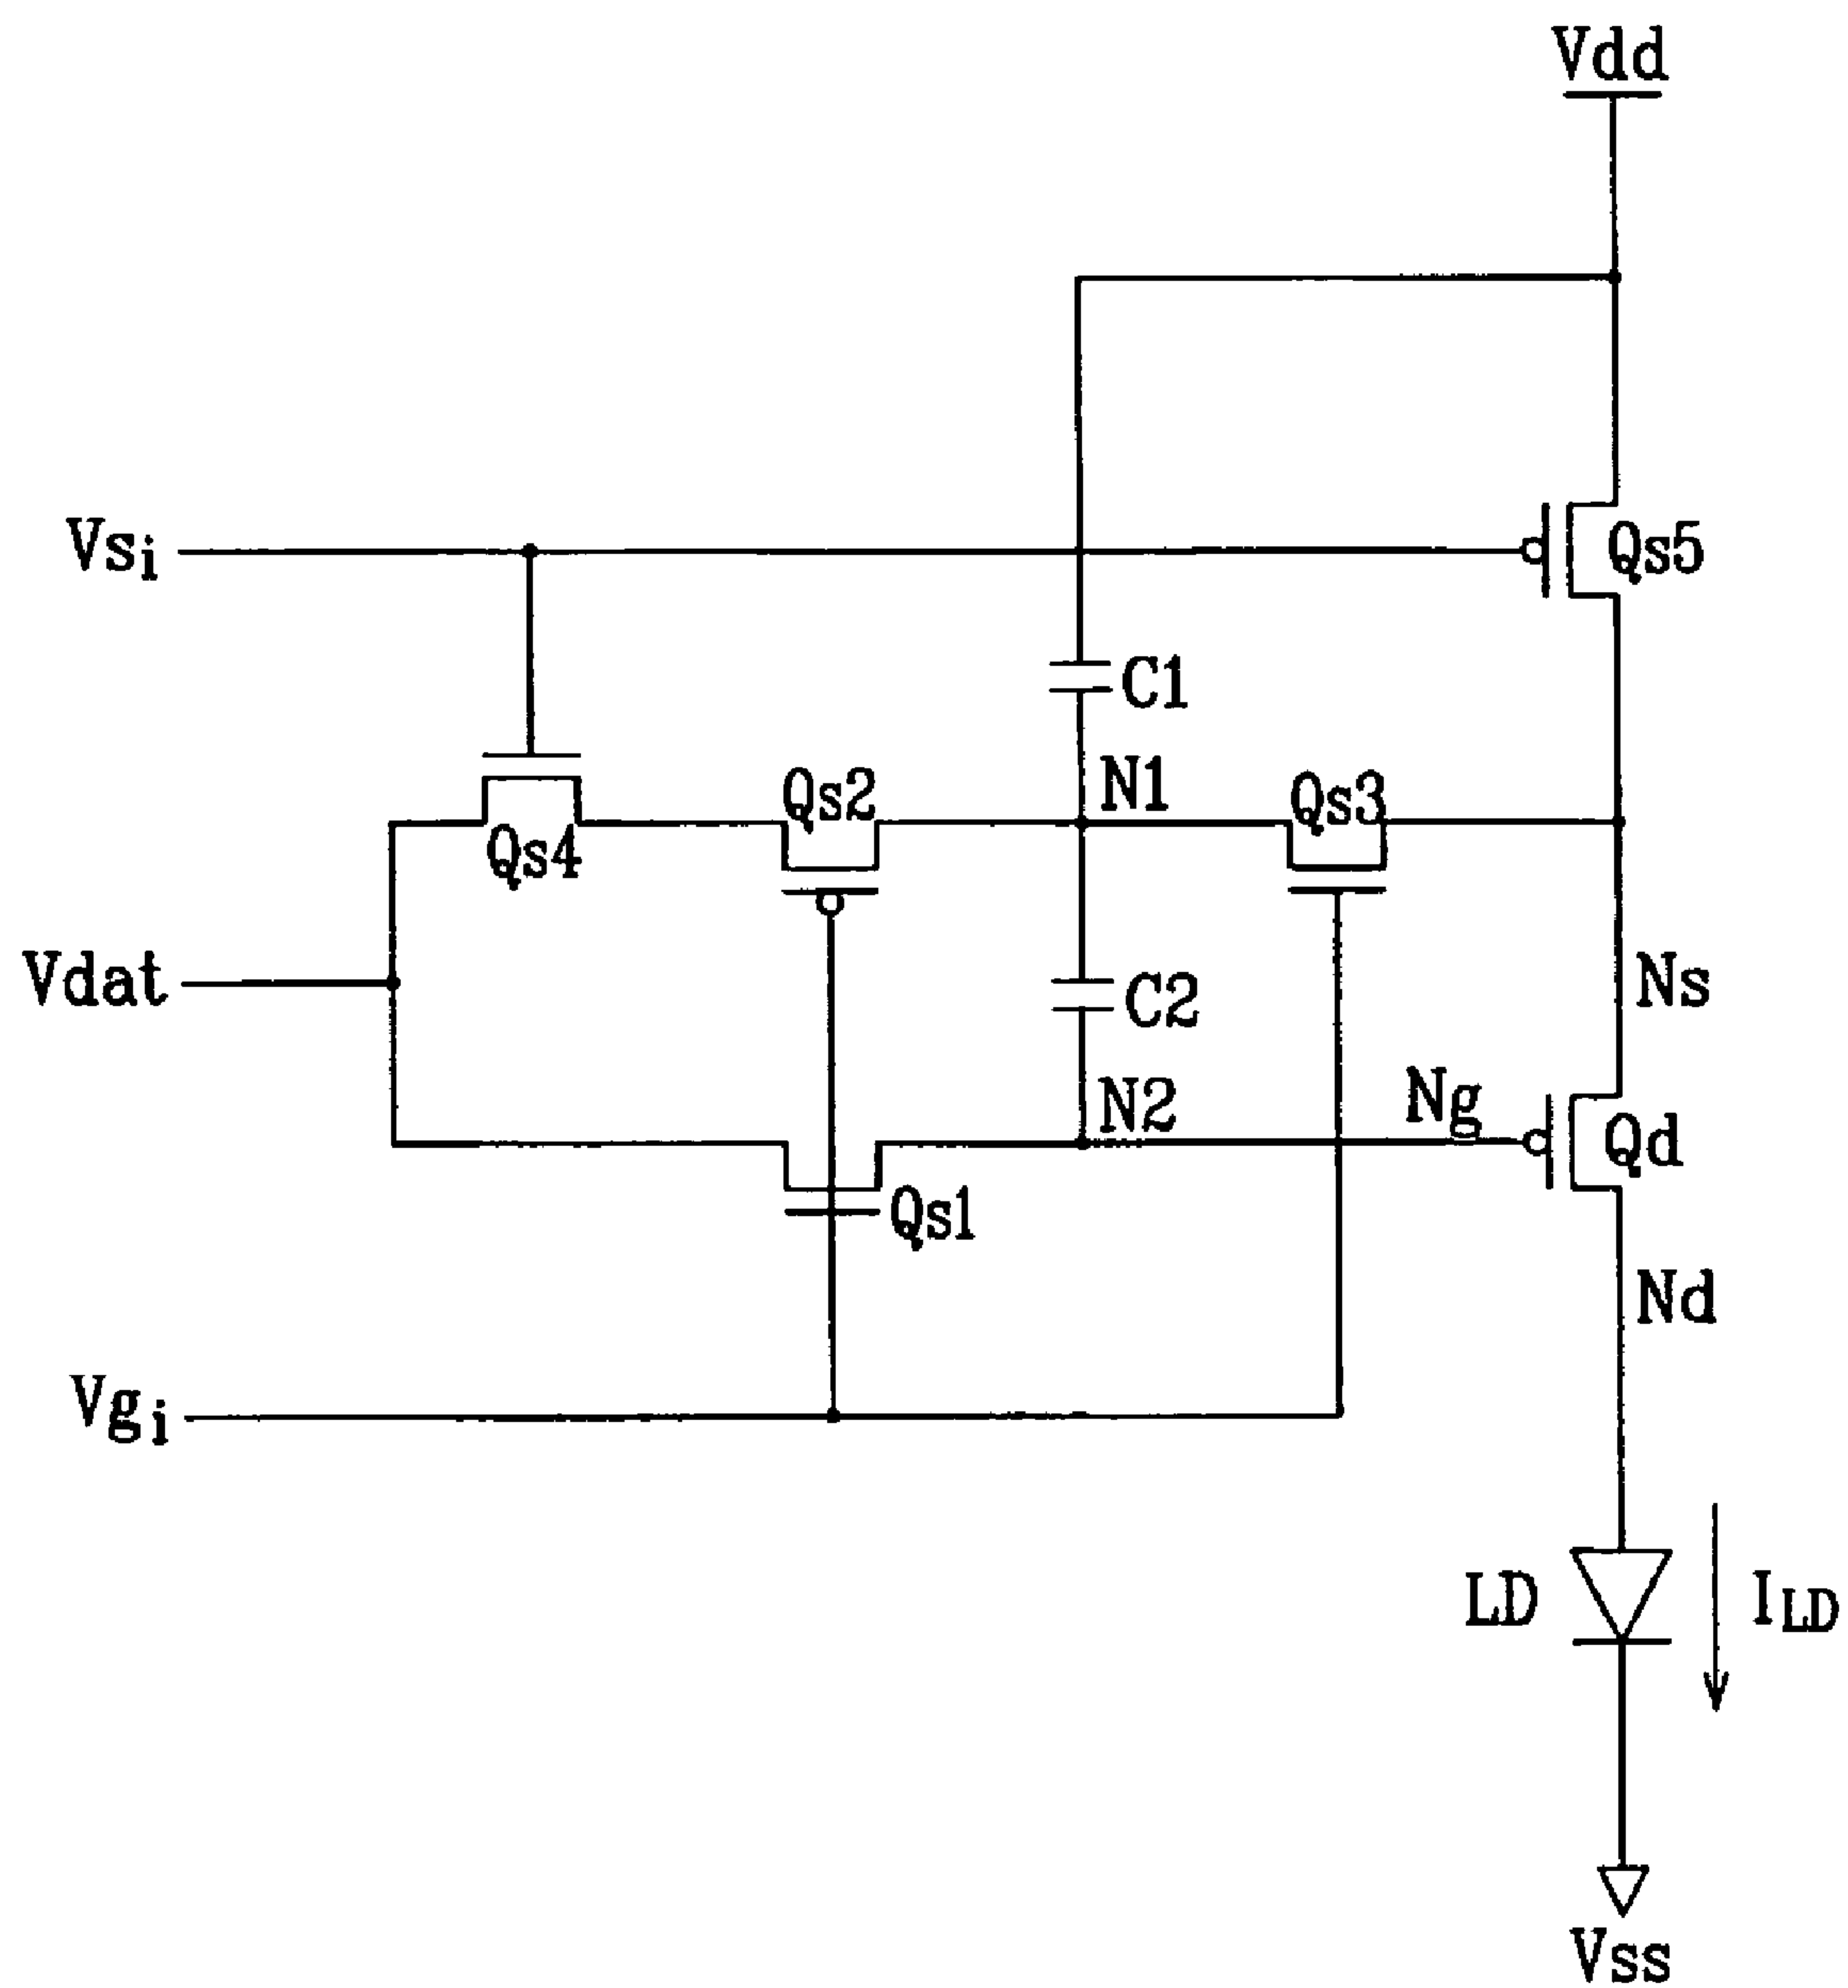 Vdd
Vsi
Qs5
C1
N1
Qs2
Qs3
Qs4
Vdat
C2
Ns
N2
Ng
Qd
Qs1
Nd
Vgi
LD
ILD
Vss